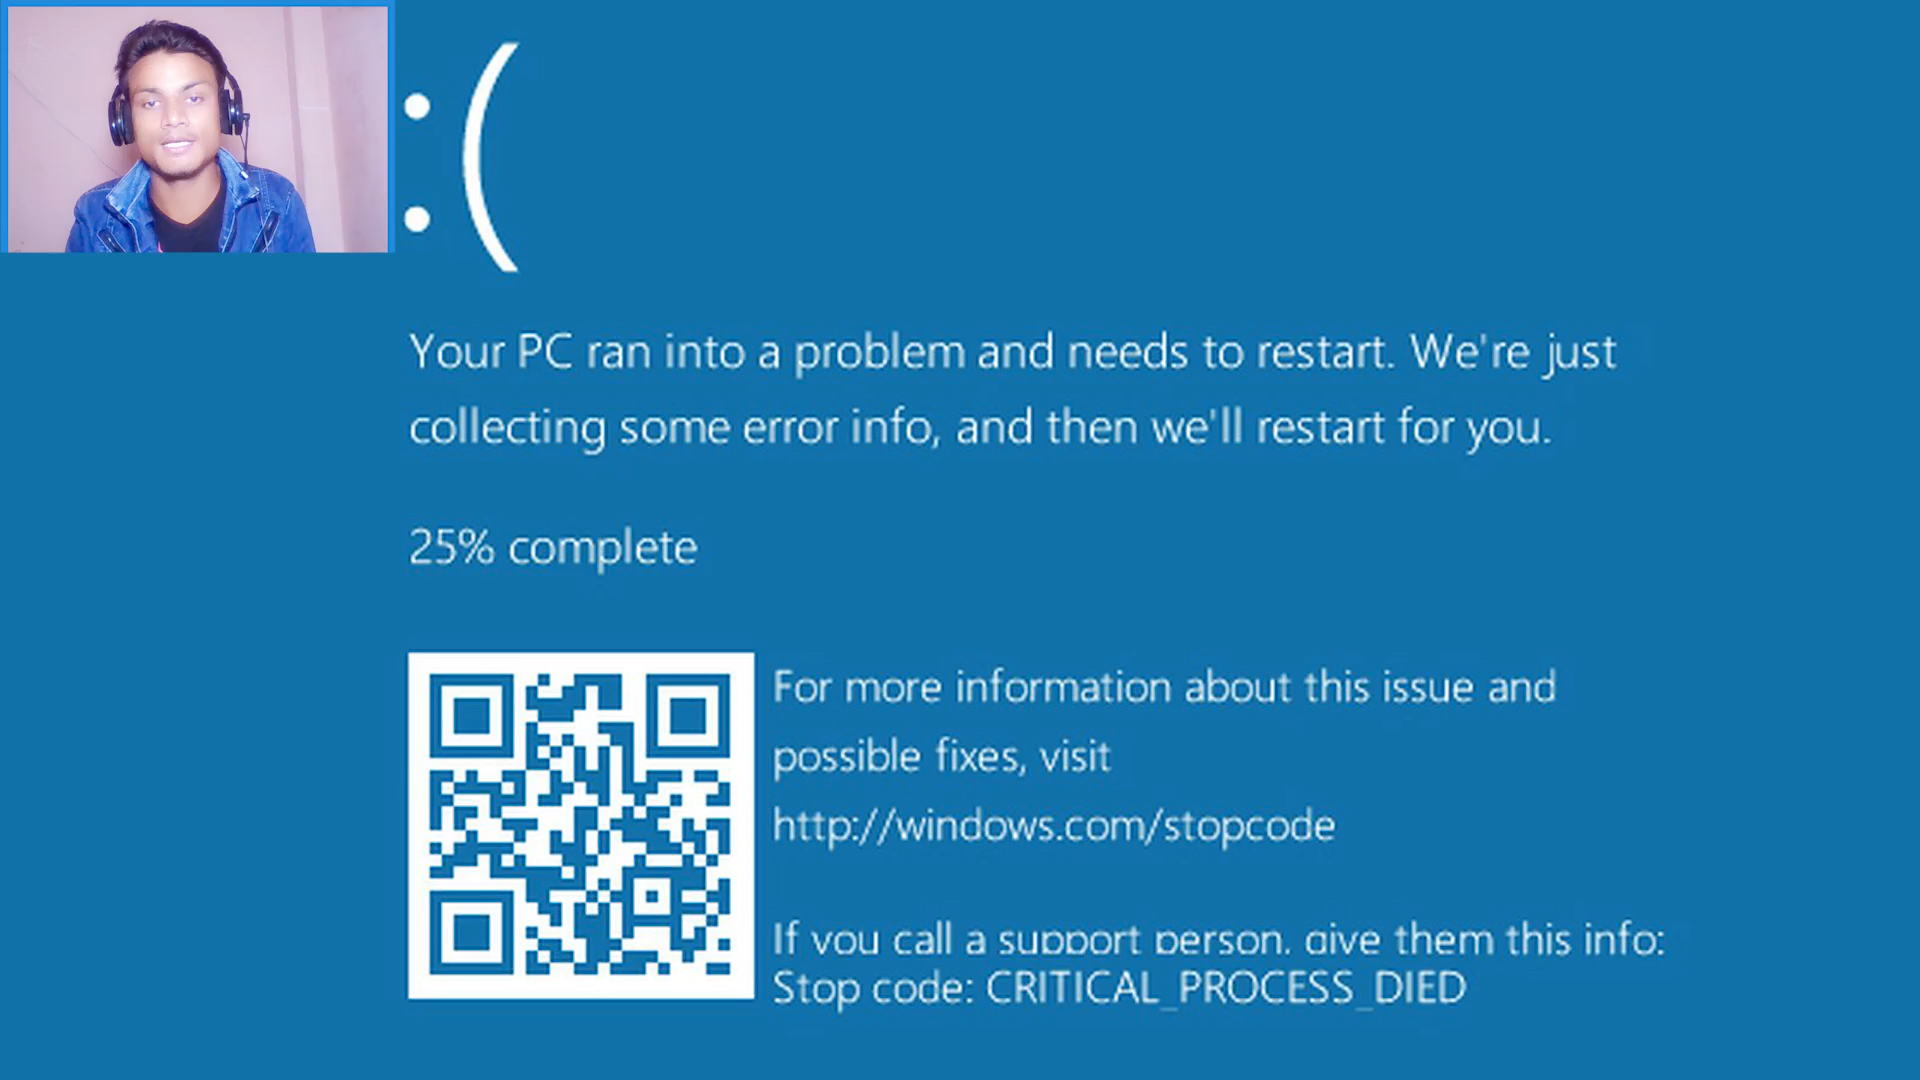 :(
Your PC ran into a problem and needs to restart. We're just
collecting some error info, and then we'll restart for you.
25% complete
For more information about this issue and
possible fixes, visit
http://windows.com/stopcode
If you call a support person, give them this info:
Stop code: CRITICAL_PROCESS_DIED